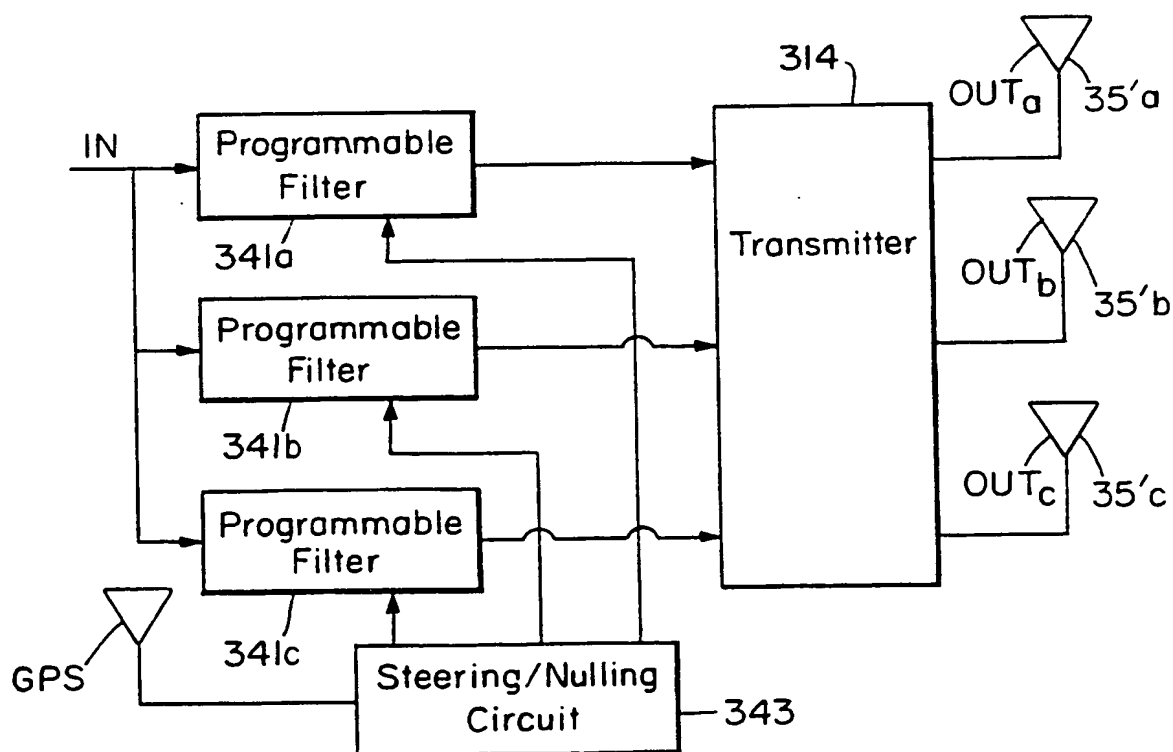 314
OUTa
35'a
IN
Programmable
Filter
341a
Transmitter
OUTb
35'b
Programmable
Filter
341b
OUTc
35'c
Programmable
Filter
341c
GPS
Steering/Nulling
Circuit
343